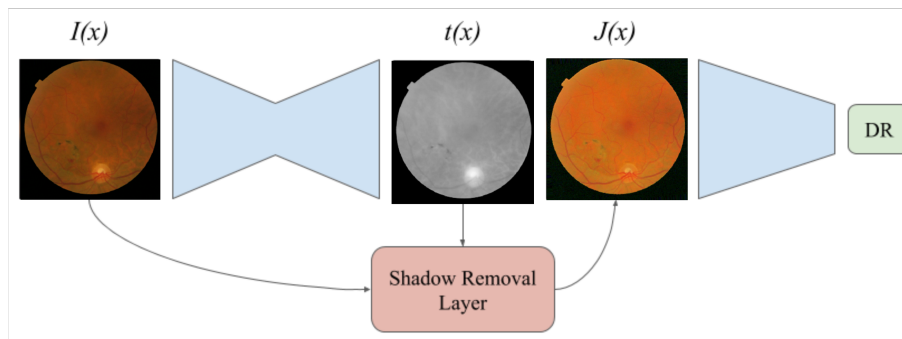 I(x)
t(x)
J(x)
DR
Shadow Removal
Layer